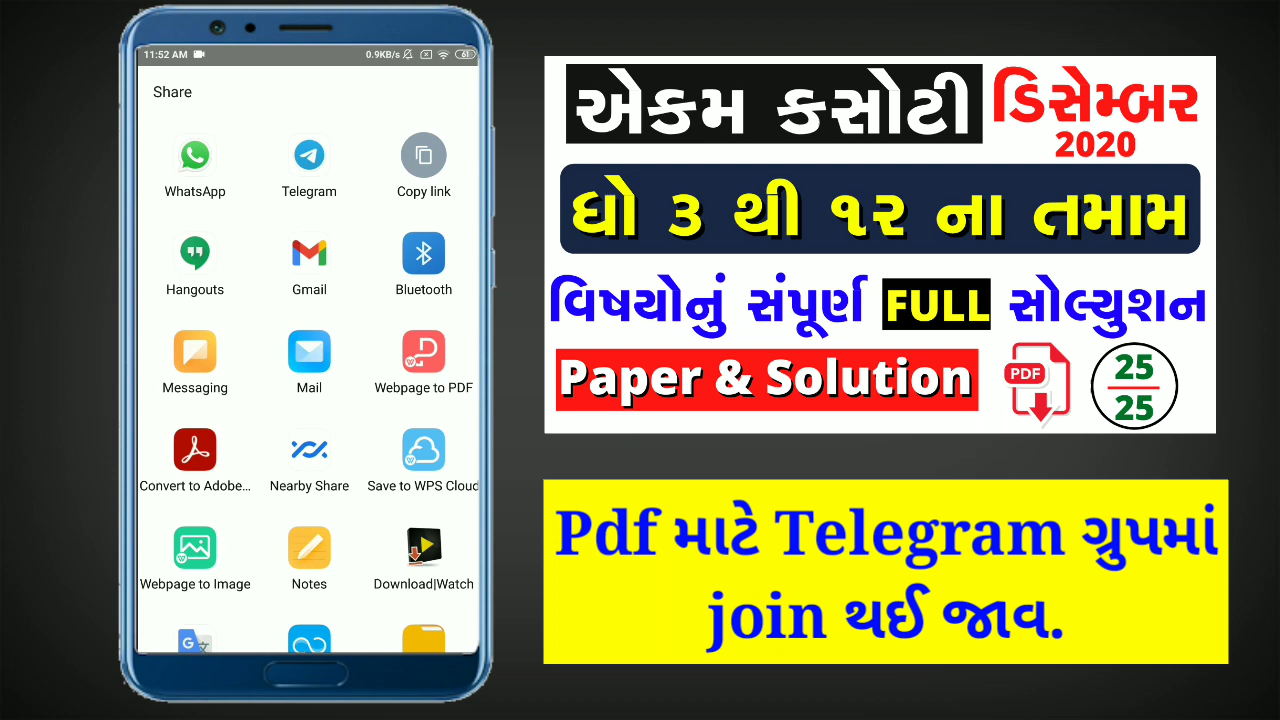 11:52 AM
0.9KB/s
61
Share
WhatsApp
Telegram
Copy link
Hangouts
Gmail
Bluetooth
Messaging
Mail
Webpage to PDF
Convert to Adobe...
Nearby Share
Save to WPS Cloud
Webpage to Image
Notes
Download|Watch
એકમ કસોટી ડિસેમ્બર
2020
ધો ૩ થી ૧૨ ના તમામ
વિષયોનું સંપૂર્ણ FULL સોલ્યુશન
Paper & Solution
PDF
25
25
Pdf માટે Telegram ગ્રુપમાં
join થઈ જાવ.